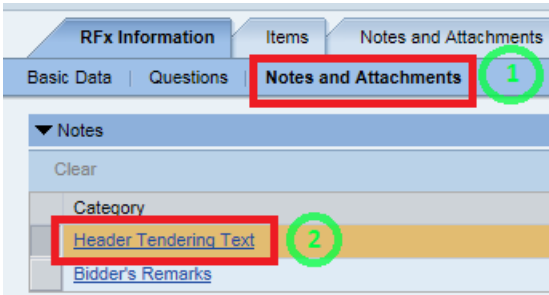 RFx Information Items Notes and Attachments
Basic Data | Questions | Notes and Attachments 1
Notes
Clear
Category
Header Tendering Text 2
Bidder's Remarks